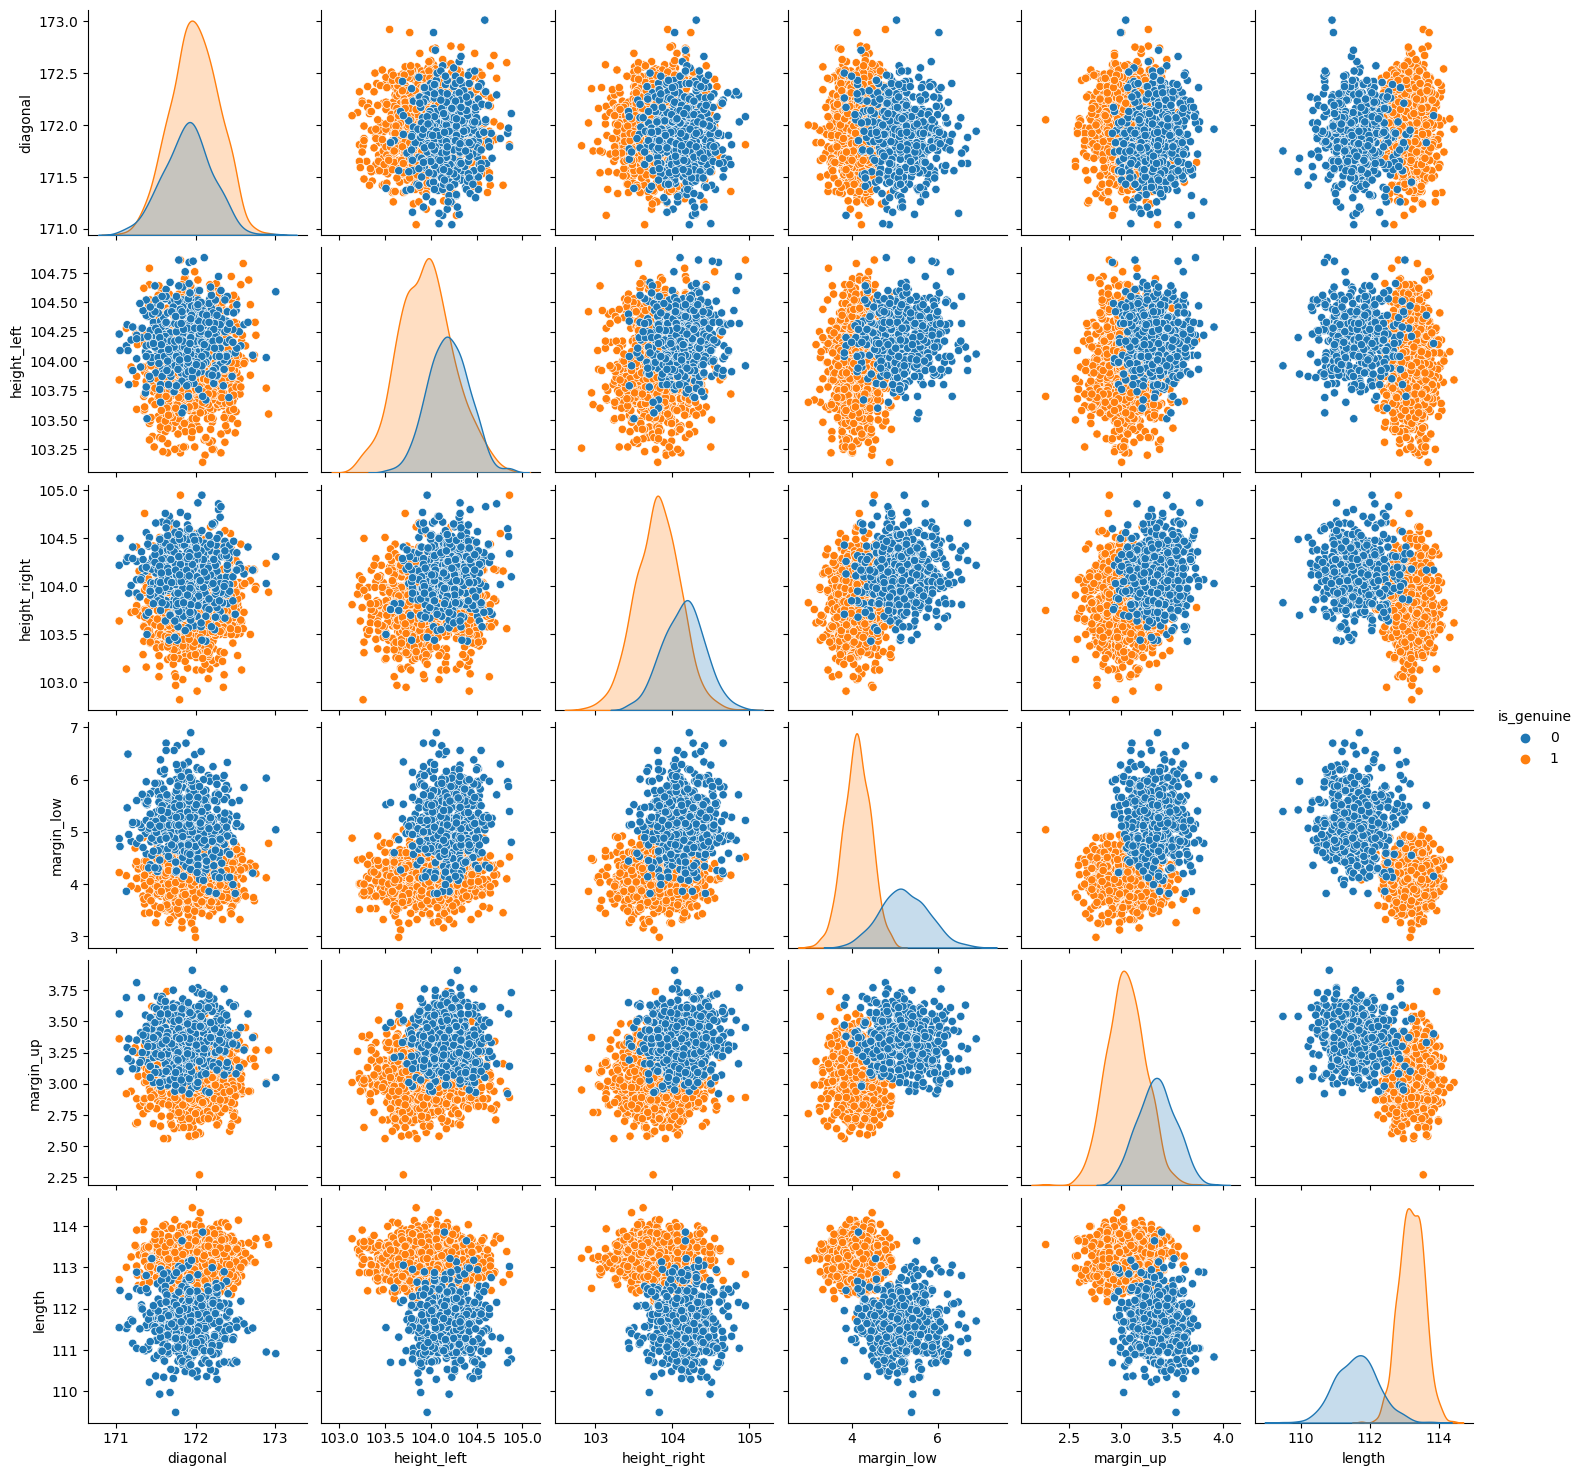 173.0
172.5
172.0
171.5
171.0
diagonal
104.75
104.50
104.25
104.00
103.75
103.50
103.25
height_left
105.0
104.5
104.0
103.5
103.0
height_right
is_genuine
0
1
7
6
5
4
3
margin_low
3.75
3.50
3.25
3.00
2.75
2.50
2.25
margin_up
114
113
112
111
110
length
171 172 173
diagonal
103.0 103.5 104.0 104.5 105.0
height_left
103 104 105
height_right
4 6
margin_low
2.5 3.0 3.5 4.0
margin_up
110 112 114
length